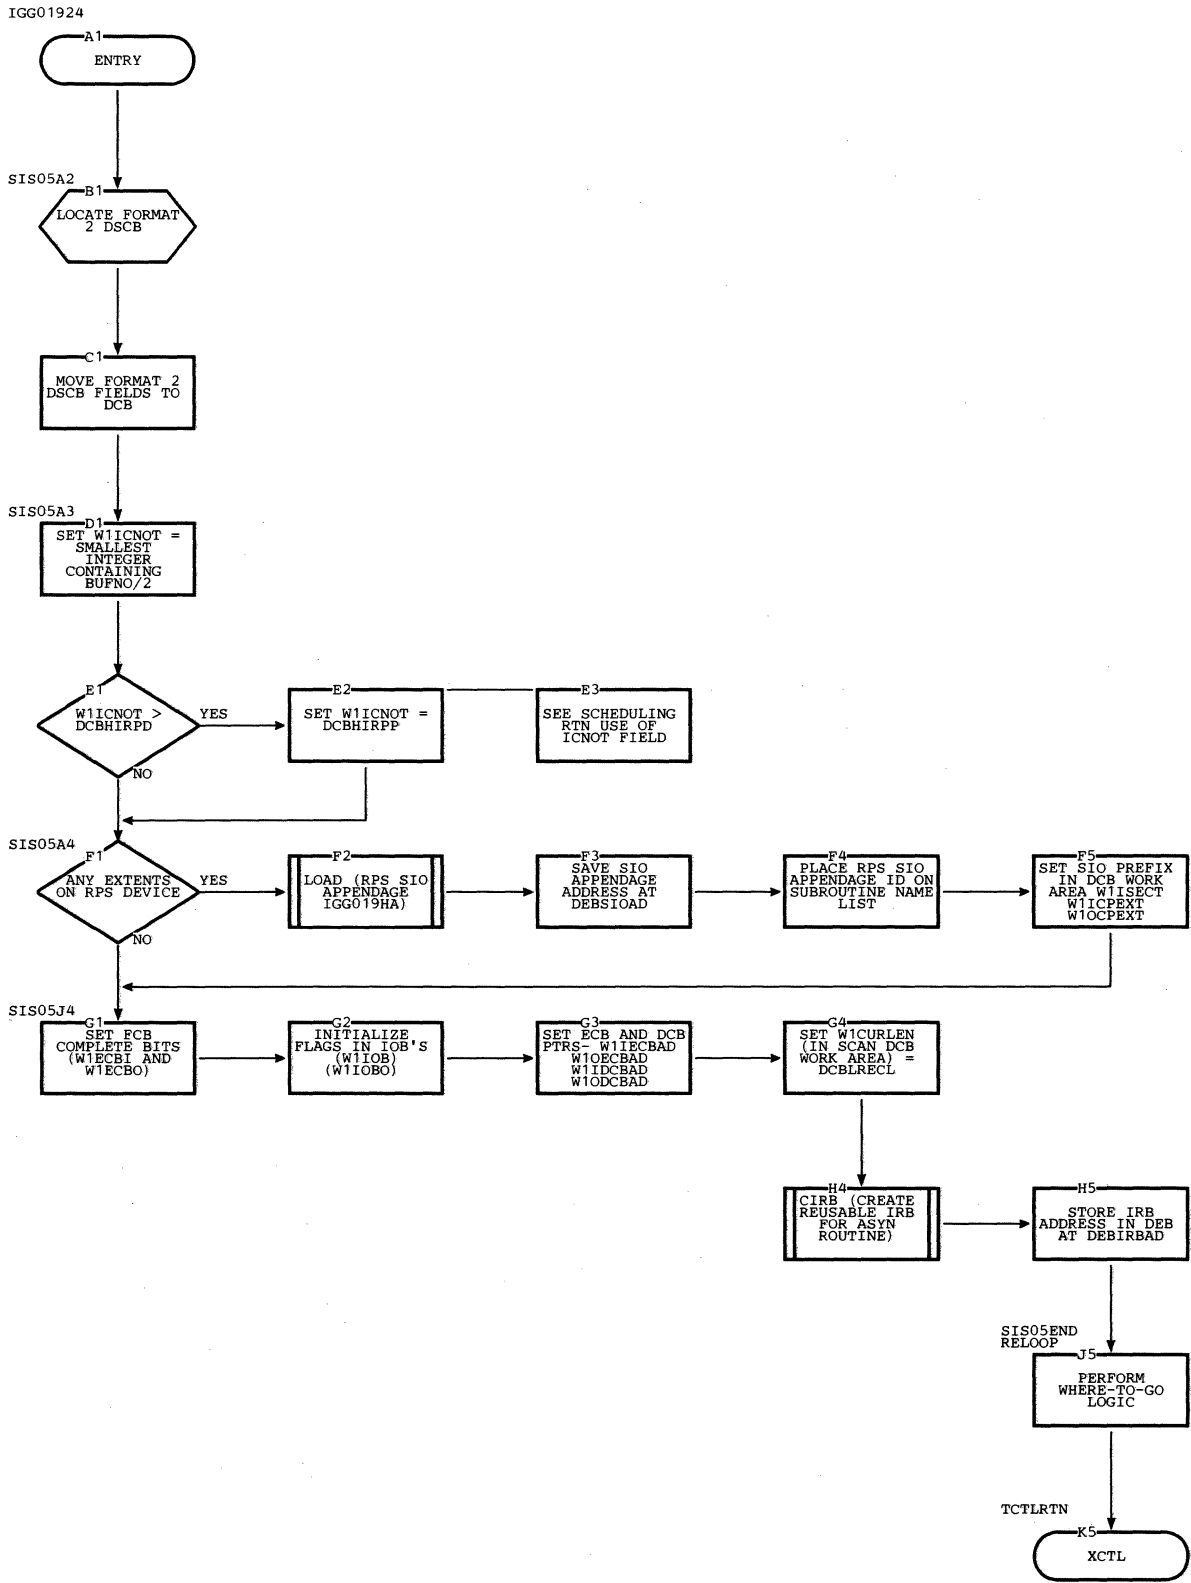 IGG01924
A1
ENTRY
SIS05A2
B1
LOCATE FORMAT
2 DSCB
C1
MOVE FORMAT 2
DSCB FIELDS TO
DCB
SIS05A3
D1
SET W1ICNOT =
SMALLEST
INTEGER
CONTAINING
BUFNO/2
E1
W1ICNOT >
DCBHIRPD
YES
NO
E2
SET W1ICNOT =
DCBHIRPP
E3
SEE SCHEDULING
RTN USE OF
ICNOT FIELD
SIS05A4
F1
ANY EXTENTS
ON RPS DEVICE
YES
NO
F2
LOAD (RPS SIO
APPENDAGE
IGG019HA)
F3
SAVE SIO
APPENDAGE
ADDRESS AT
DEBSIOAD
F4
PLACE RPS SIO
APPENDAGE ID ON
SUBROUTINE NAME
LIST
F5
SET SIO PREFIX
IN DCB WORK
AREA W1ISECT
W1ICPEXT
W1OCPEXT
SIS05J4
G1
SET ECB
COMPLETE BITS
(W1ECBI AND
W1ECBO)
G2
INITIALIZE
FLAGS IN IOB'S
(W1IOB)
(W1IOBO)
G3
SET ECB AND DCB
PTRS- W1IECBAD
W1OECBAD
W1IDCBAD
W1ODCBAD
G4
SET W1CURLEN
(IN SCAN DCB
WORK AREA) =
DCBLRECL
H4
CIRB (CREATE
REUSABLE IRB
FOR ASYN
ROUTINE)
H5
STORE IRB
ADDRESS IN DEB
AT DEBIRBAD
SIS05END
RELOOP
J5
PERFORM
WHERE-TO-GO
LOGIC
TCTLRTN
K5
XCTL